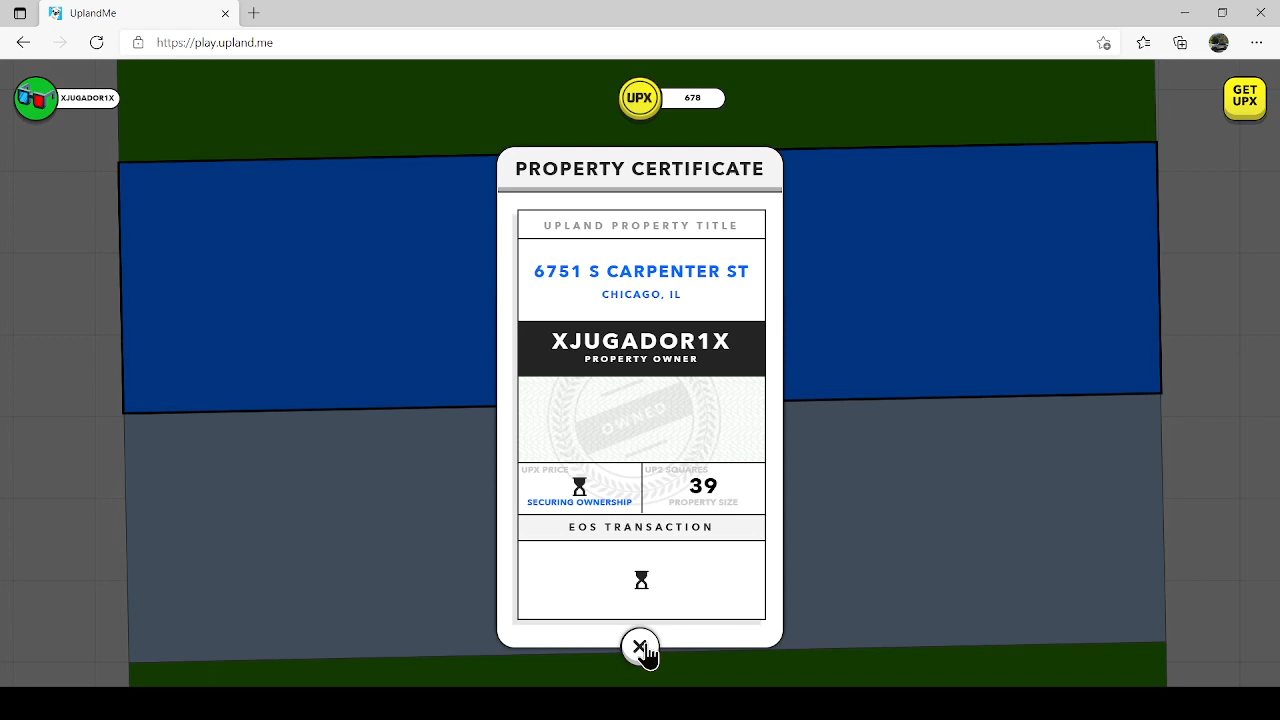 UplandMe
https://play.upland.me
XJUGADOR1X
UPX
678
GET
UPX
PROPERTY CERTIFICATE
UPLAND PROPERTY TITLE
6751 S CARPENTER ST
CHICAGO, IL
XJUGADOR1X
PROPERTY OWNER
OWNED
UPX PRICE
SECURING OWNERSHIP
UP2 SQUARES
39
PROPERTY SIZE
EOS TRANSACTION